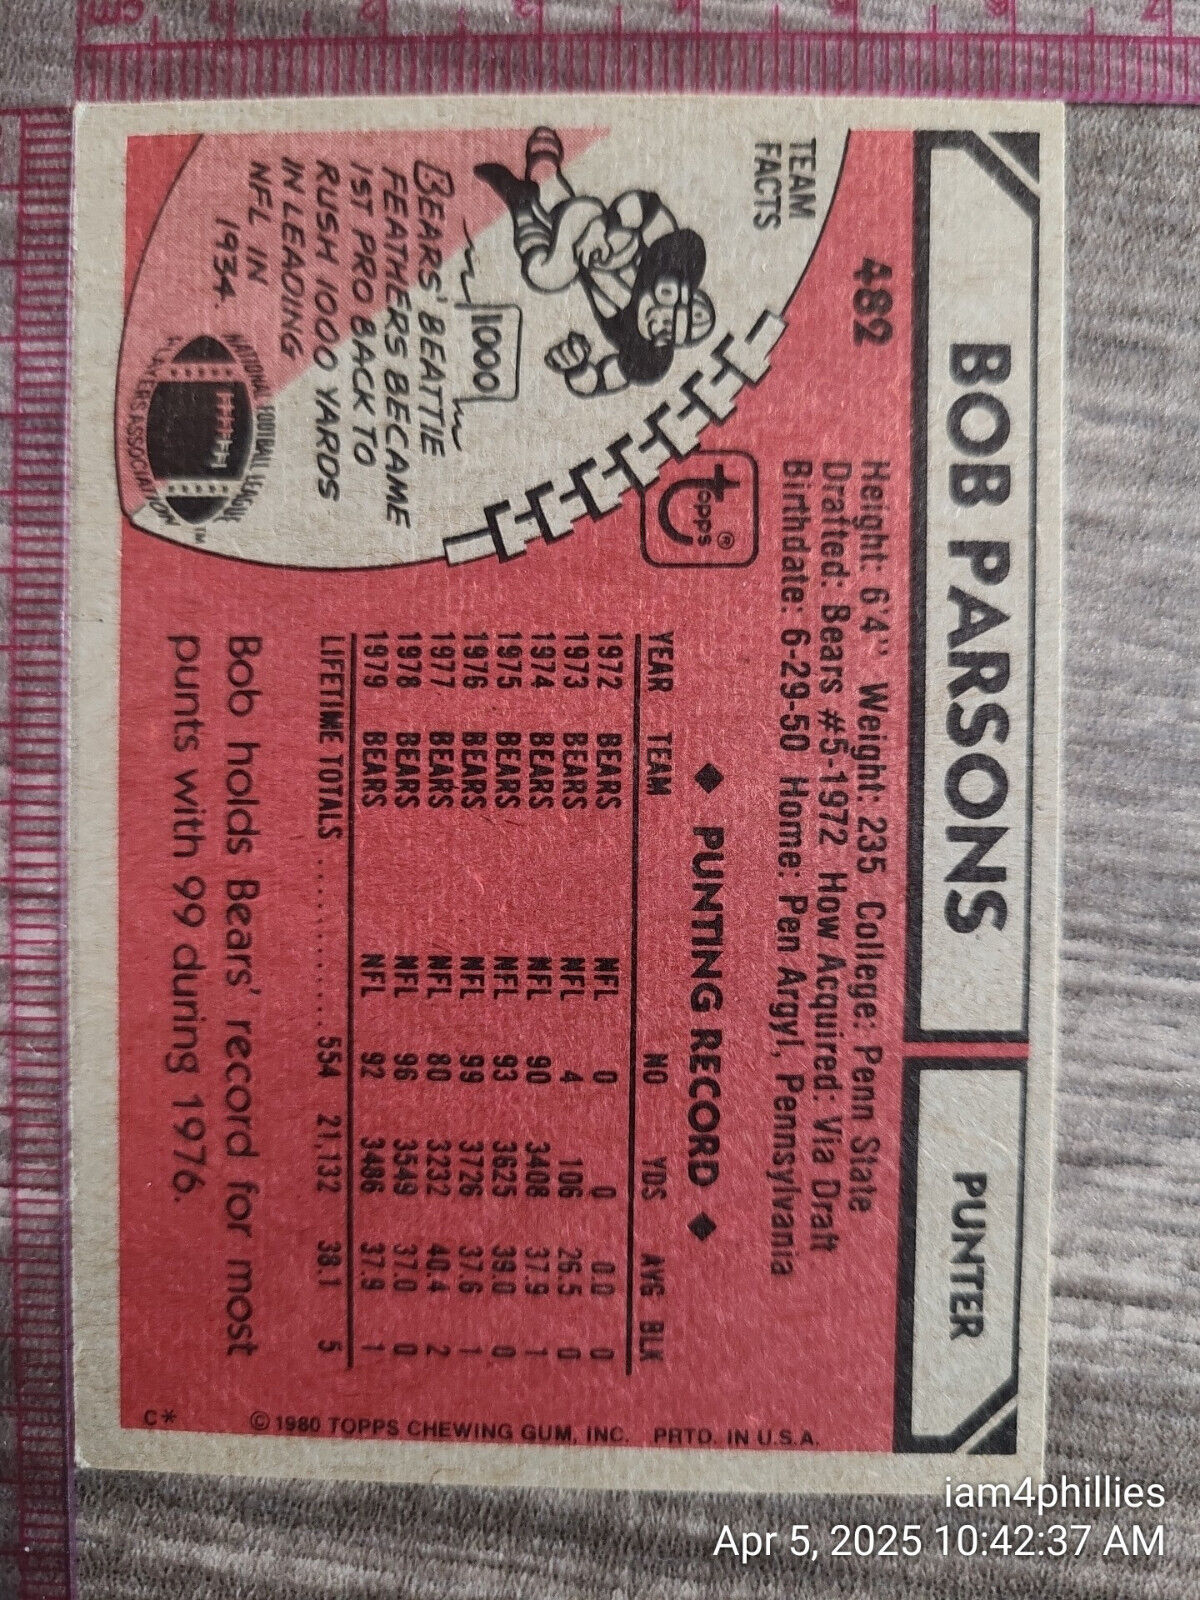 BOB PARSONS
PUNTER
482
Height: 6'4" Weight: 235 College: Penn State
Drafted: Bears #5-1972 How Acquired: Via Draft
Birthdate: 6-29-50 Home: Pen Argyl, Pennsylvania
TEAM
FACTS
1000
BEARS' BEATTIE
FEATHERS BECAME
1ST PRO BACK TO
RUSH 1000 YARDS
IN LEADING
NFL IN
1934.
NATIONAL FOOTBALL LEAGUE
PLAYERS ASSOCIATION
NFLPA
TM
topps ®
◆ PUNTING RECORD ◆
YEAR TEAM NO YDS AVG BLK
1972 BEARS NFL 0 0 0.0 0
1973 BEARS NFL 4 106 26.5 0
1974 BEARS NFL 90 3408 37.9 1
1975 BEARS NFL 93 3625 39.0 0
1976 BEARS NFL 99 3726 37.6 1
1977 BEARS NFL 80 3232 40.4 2
1978 BEARS NFL 96 3549 37.0 0
1979 BEARS NFL 92 3486 37.9 1
LIFETIME TOTALS .......... 554 21,132 38.1 5
Bob holds Bears' record for most
punts with 99 during 1976.
C*
© 1980 TOPPS CHEWING GUM, INC. PRTD. IN U.S.A.
iam4phillies
Apr 5, 2025 10:42:37 AM